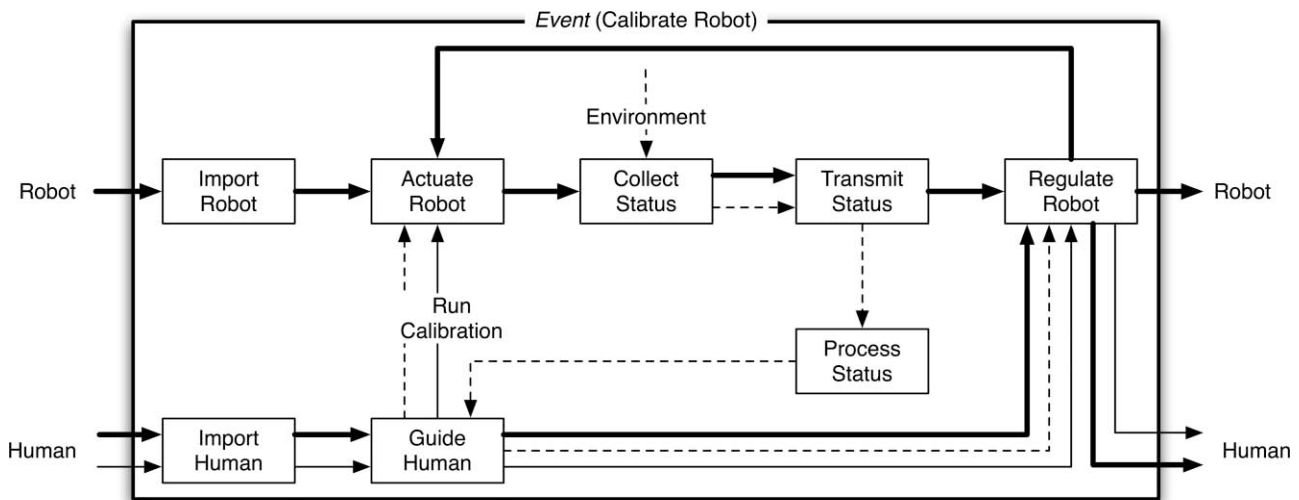 Event (Calibrate Robot)
Environment
Robot
Import
Robot
Actuate
Robot
Collect
Status
Transmit
Status
Regulate
Robot
Robot
Run
Calibration
Process
Status
Human
Import
Human
Guide
Human
Human